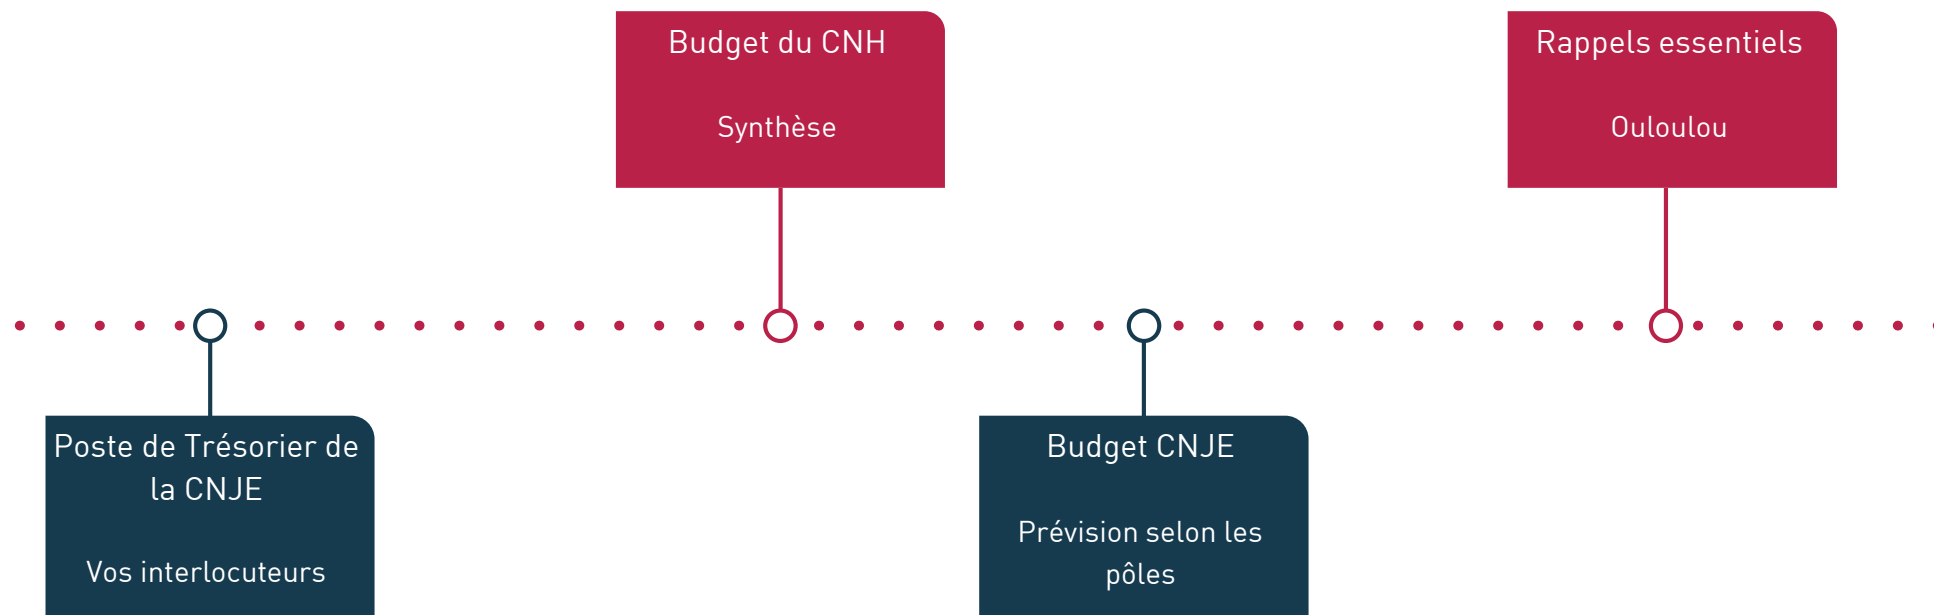 Budget du CNH
Synthèse
Rappels essentiels
Ouloulou
Poste de Trésorier de
la CNJE
Vos interlocuteurs
Budget CNJE
Prévision selon les
pôles